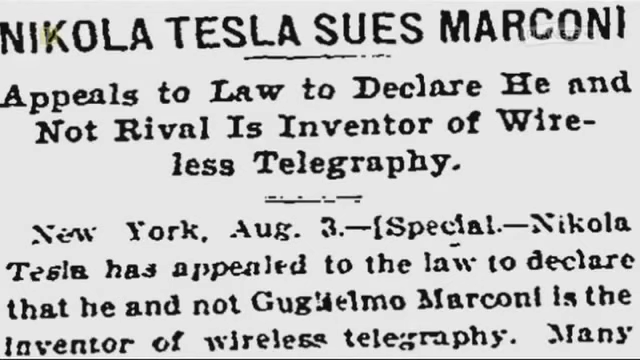 NIKOLA TESLA SUES MARCONI
Appeals to Law to Declare He and
Not Rival Is Inventor of Wire-
less Telegraphy.
New York, Aug. 3.—[Special.—Nikola
Tesla has appealed to the law to declare
that he and not Guglielmo Marconi is the
inventor of wireless telegraphy. Many